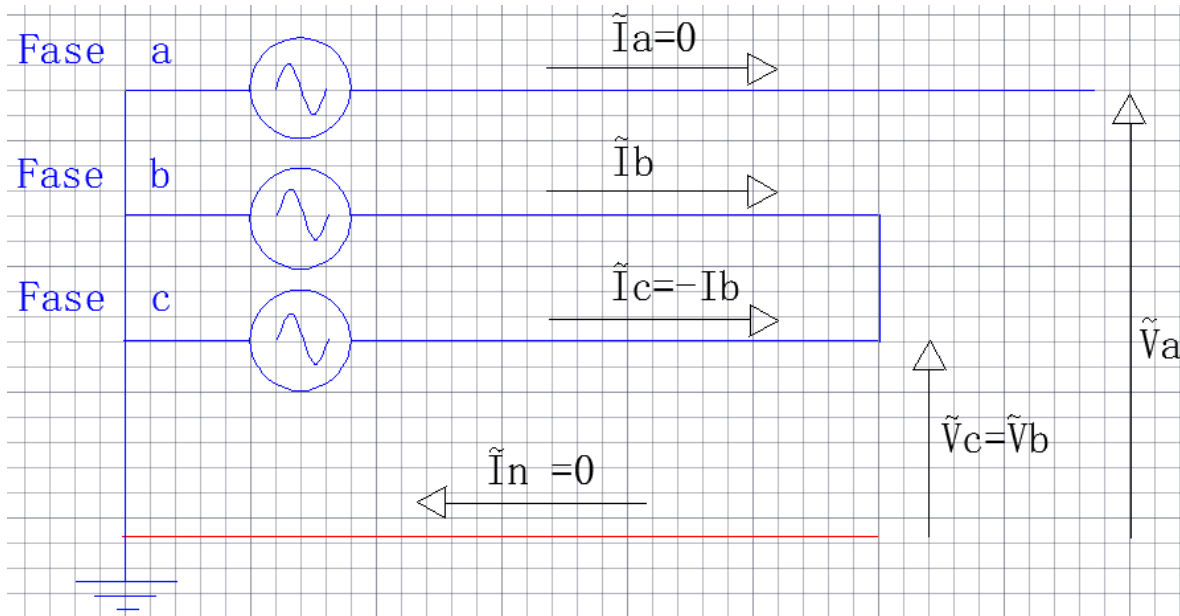 Fase a
Ĩa=0
Fase b
Ĩb
Fase c
Ĩc=-Ib
Ṽa
Ṽc=Ṽb
Ĩn =0